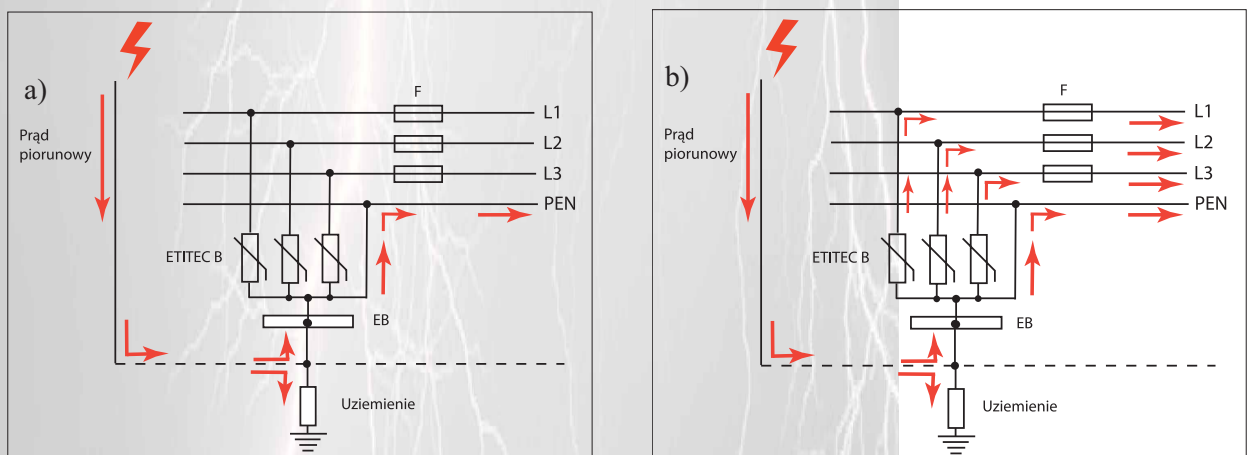 a)
Prąd
piorunowy
F
L1
L2
L3
PEN
ETITEC B
EB
Uziemienie
b)
Prąd
piorunowy
F
L1
L2
L3
PEN
ETITEC B
EB
Uziemienie